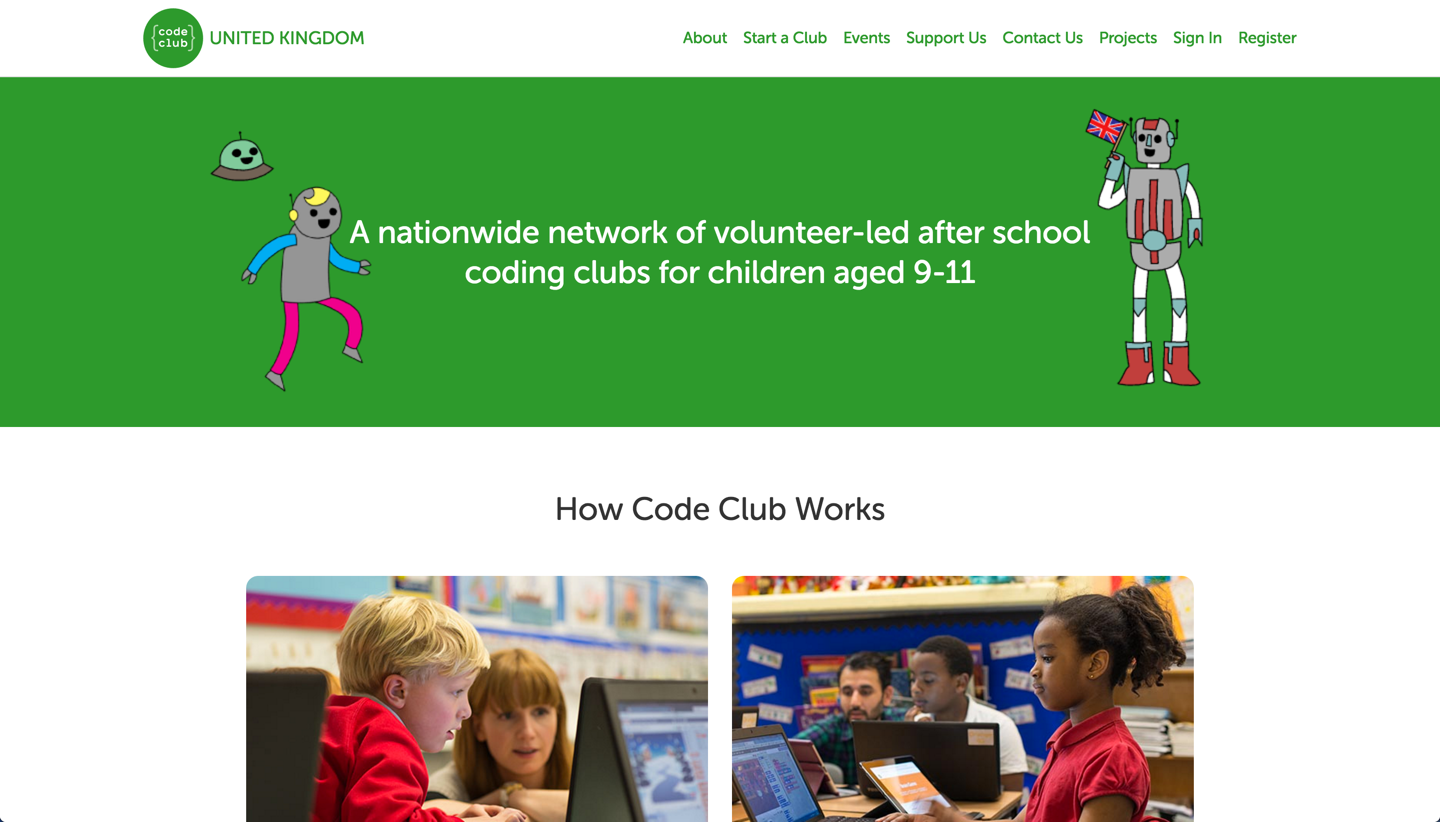 {code club}
UNITED KINGDOM
About Start a Club Events Support Us Contact Us Projects Sign In Register
A nationwide network of volunteer-led after school
coding clubs for children aged 9-11
How Code Club Works